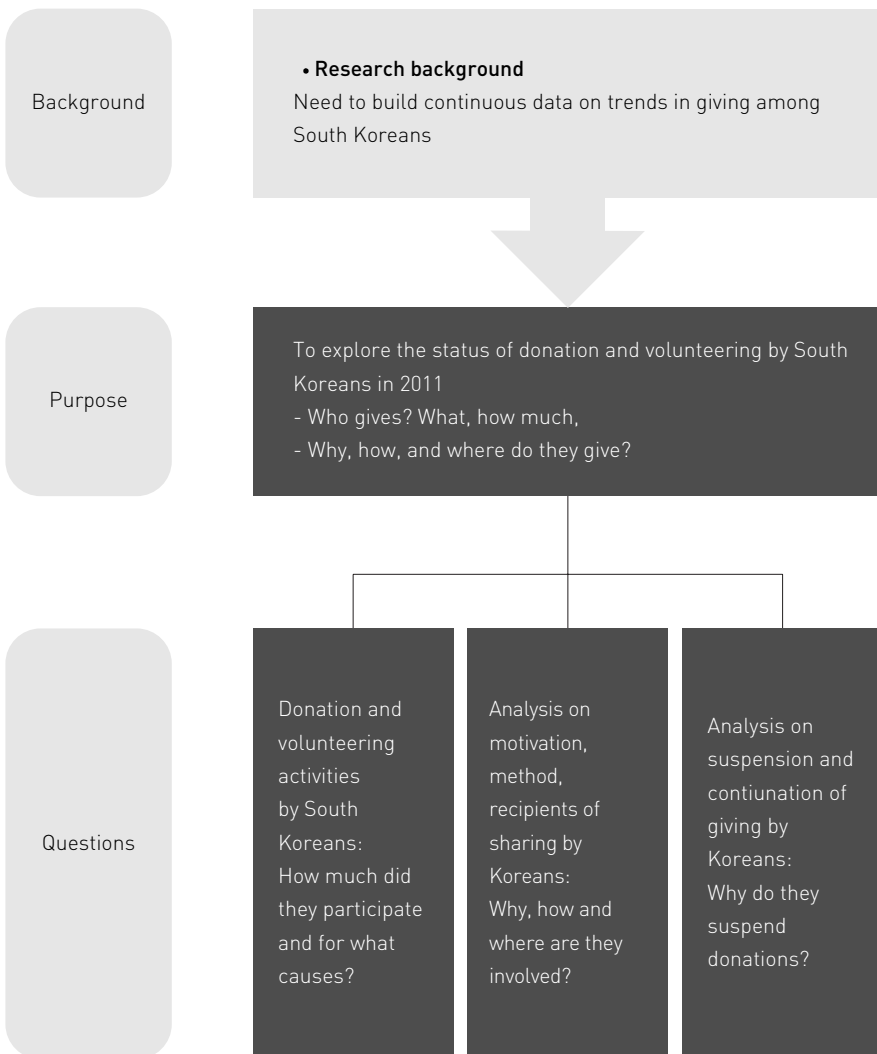 Background
• Research background
Need to build continuous data on trends in giving among
South Koreans
Purpose
To explore the status of donation and volunteering by South
Koreans in 2011
- Who gives? What, how much,
- Why, how, and where do they give?
Questions
Donation and
volunteering
activities
by South
Koreans:
How much did
they participate
and for what
causes?
Analysis on
motivation,
method,
recipients of
sharing by
Koreans:
Why, how and
where are they
involved?
Analysis on
suspension and
contiunation of
giving by
Koreans:
Why do they
suspend
donations?